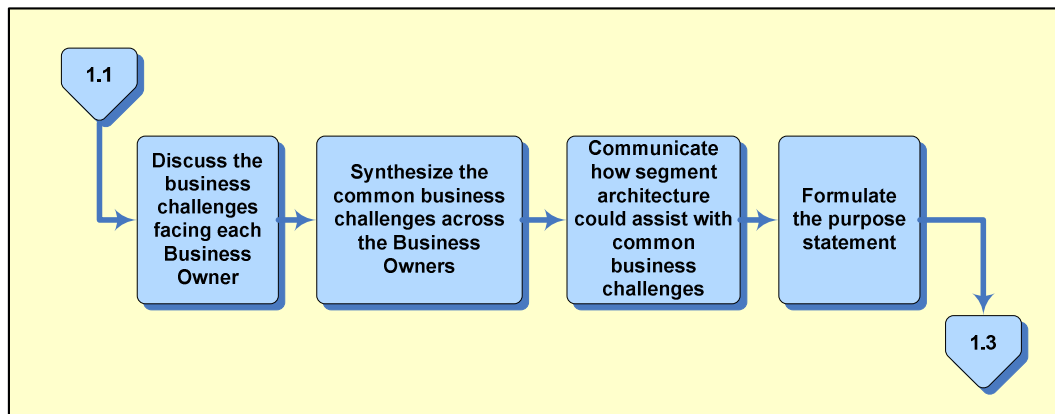 1.1
Discuss the
business
challenges
facing each
Business
Owner
Synthesize the
common business
challenges across
the Business
Owners
Communicate
how segment
architecture
could assist with
common
business
challenges
Formulate
the purpose
statement
1.3